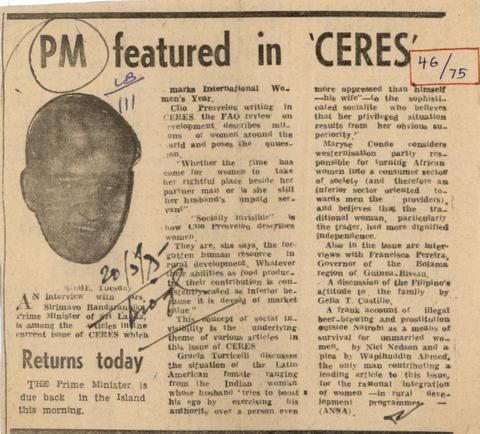 PM featured in 'CERES'
46/75
ROME, Tuesday
AN interview with Mrs.
Sirimavo Bandaranaike
Prime Minister of Sri Lanka,
is among the articles in the
current issue of CERES which
Returns today
THE Prime Minister is
due back in the Island
this morning.
marks International Wo-
men's Year.
Clio Presvelou writing in
CERES, the FAO review on
evelopment, describes mil-
ons of women around the
world and poses the ques-
ion.
"Whether the time has
come for women to take
her rightful place beside her
partner man or is she still
her husband's unpaid ser-
vant"
"Socially invisible" is
how Clio Presvelou describes
women
They are, she says, the for-
gotten human resource in
rural development. Whatever
their abilities as food produc-
their contribution is con-
as inferior be-
cause it is devoid of market
value"
This concept of social in-
visibility is the underlying
theme of various articles in
this issue of CERES
Gracia Torricelli discusses
the situation of the Latin
American female ranging
from the Indian woman
whose husband 'tries to boost
his ego by exercising his
authority over a person even
more oppressed than himself
—his wife"—to the sophisti-
cated socialite who believes
that her privileged situation
results from her obvious su-
periority.'
Maryse Conde considers
westernisation partly res-
ponsible for turning African
women into a consumer sector
of society (and therefore an
inferior sector oriented to-
wards men the providers),
and believes that the tra-
ditional woman, particularly
the trader, had more dignified
independence.
Also in the issue are inter-
views with Francisca Pereira,
Governor of the Bolama
region of Guinea-Bissau.
A discussion of the Filipino's
attitude to the family by
Gelia T. Castillo.
A frank account of illegal
beer-brewing and prostitution
outside Nairobi as a means of
survival for unmarried wo-
men, by Nici Nedson and a
piece by Wapihuddin Ahmed,
the only man contributing a
leading article to this issue,
for the rational integration
of women—in rural deve-
lopment programmes —
(ANSA).